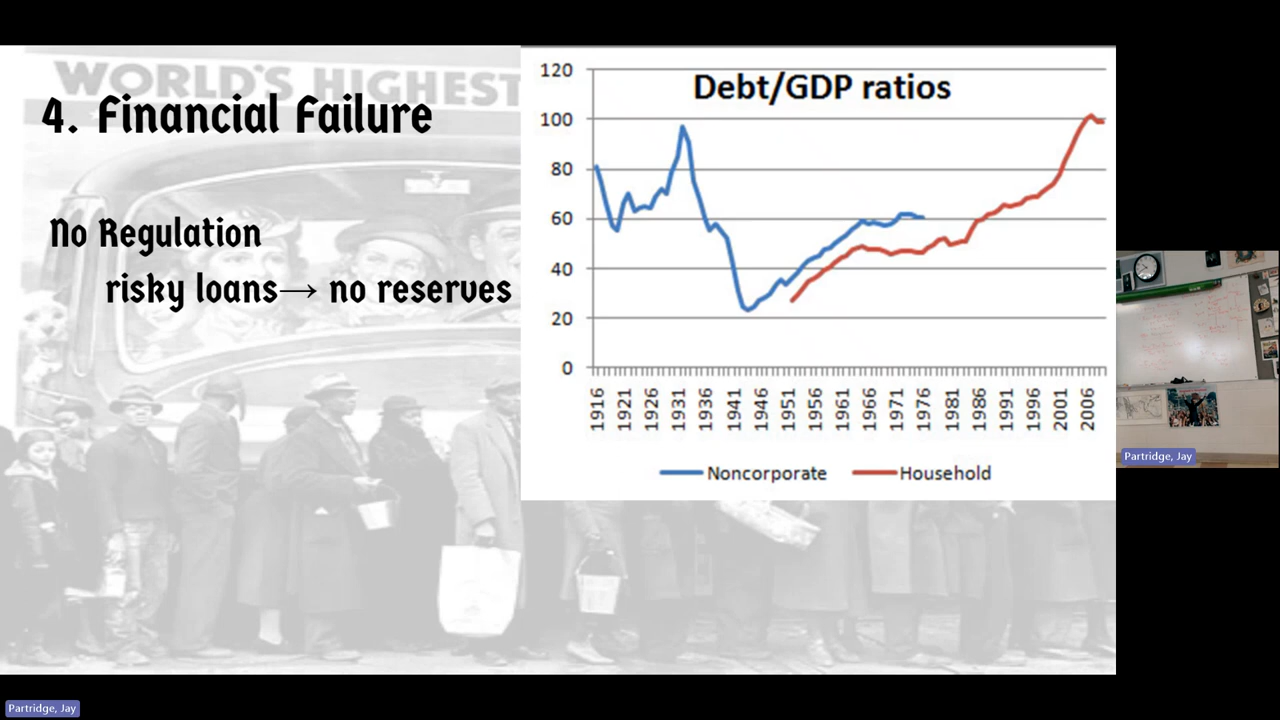 WORLD'S HIGHEST
4. Financial Failure
No Regulation
risky loans→ no reserves
Debt/GDP ratios
120
100
80
60
40
20
0
1916
1921
1926
1931
1936
1941
1946
1951
1956
1961
1966
1971
1976
1981
1986
1991
1996
2001
2006
Noncorporate
Household
Partridge, Jay
Partridge, Jay